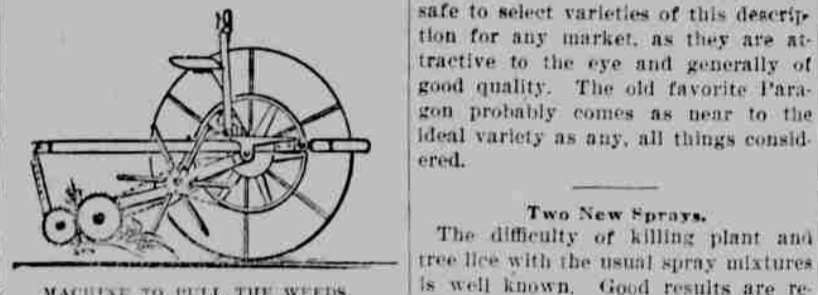 MACHINE TO PULL THE WEEDS
safe to select varieties of this descrip-
tion for any market, as they are at-
tractive to the eye and generally of
good quality. The old favorite Para-
gon probably comes as near to the
ideal variety as any, all things consid-
ered.
Two New Sprays.
The difficulty of killing plant and
tree lice with the usual spray mixtures
is well known. Good results are re-